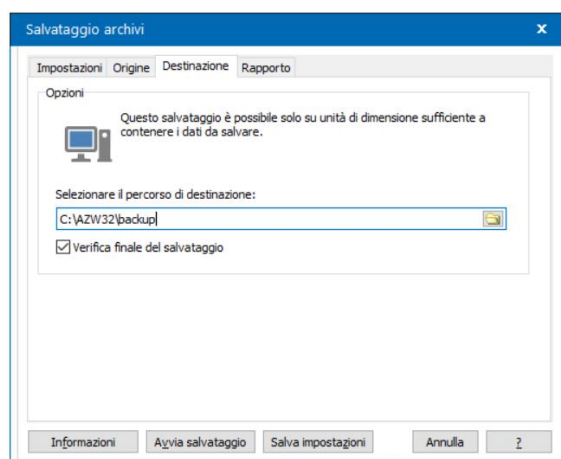 Salvataggio archivi
x
Impostazioni Origine Destinazione Rapporto
Opzioni
Questo salvataggio è possibile solo su unità di dimensione sufficiente a
contenere i dati da salvare.
Selezionare il percorso di destinazione:
C:\AZW32\backup
Verifica finale del salvataggio
Informazioni Avvia salvataggio Salva impostazioni Annulla ?